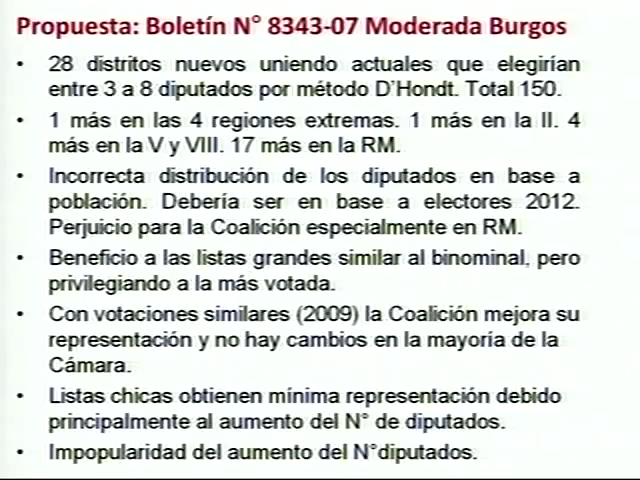 Propuesta: Boletín N° 8343-07 Moderada Burgos
• 28 distritos nuevos uniendo actuales que elegirían
entre 3 a 8 diputados por método D'Hondt. Total 150.
• 1 más en las 4 regiones extremas. 1 más en la II. 4
más en la V y VIII. 17 más en la RM.
• Incorrecta distribución de los diputados en base a
población. Debería ser en base a electores 2012.
Perjuicio para la Coalición especialmente en RM.
• Beneficio a las listas grandes similar al binominal, pero
privilegiando a la más votada.
• Con votaciones similares (2009) la Coalición mejora su
representación y no hay cambios en la mayoría de la
Cámara.
• Listas chicas obtienen mínima representación debido
principalmente al aumento del N° de diputados.
• Impopularidad del aumento del N°diputados.